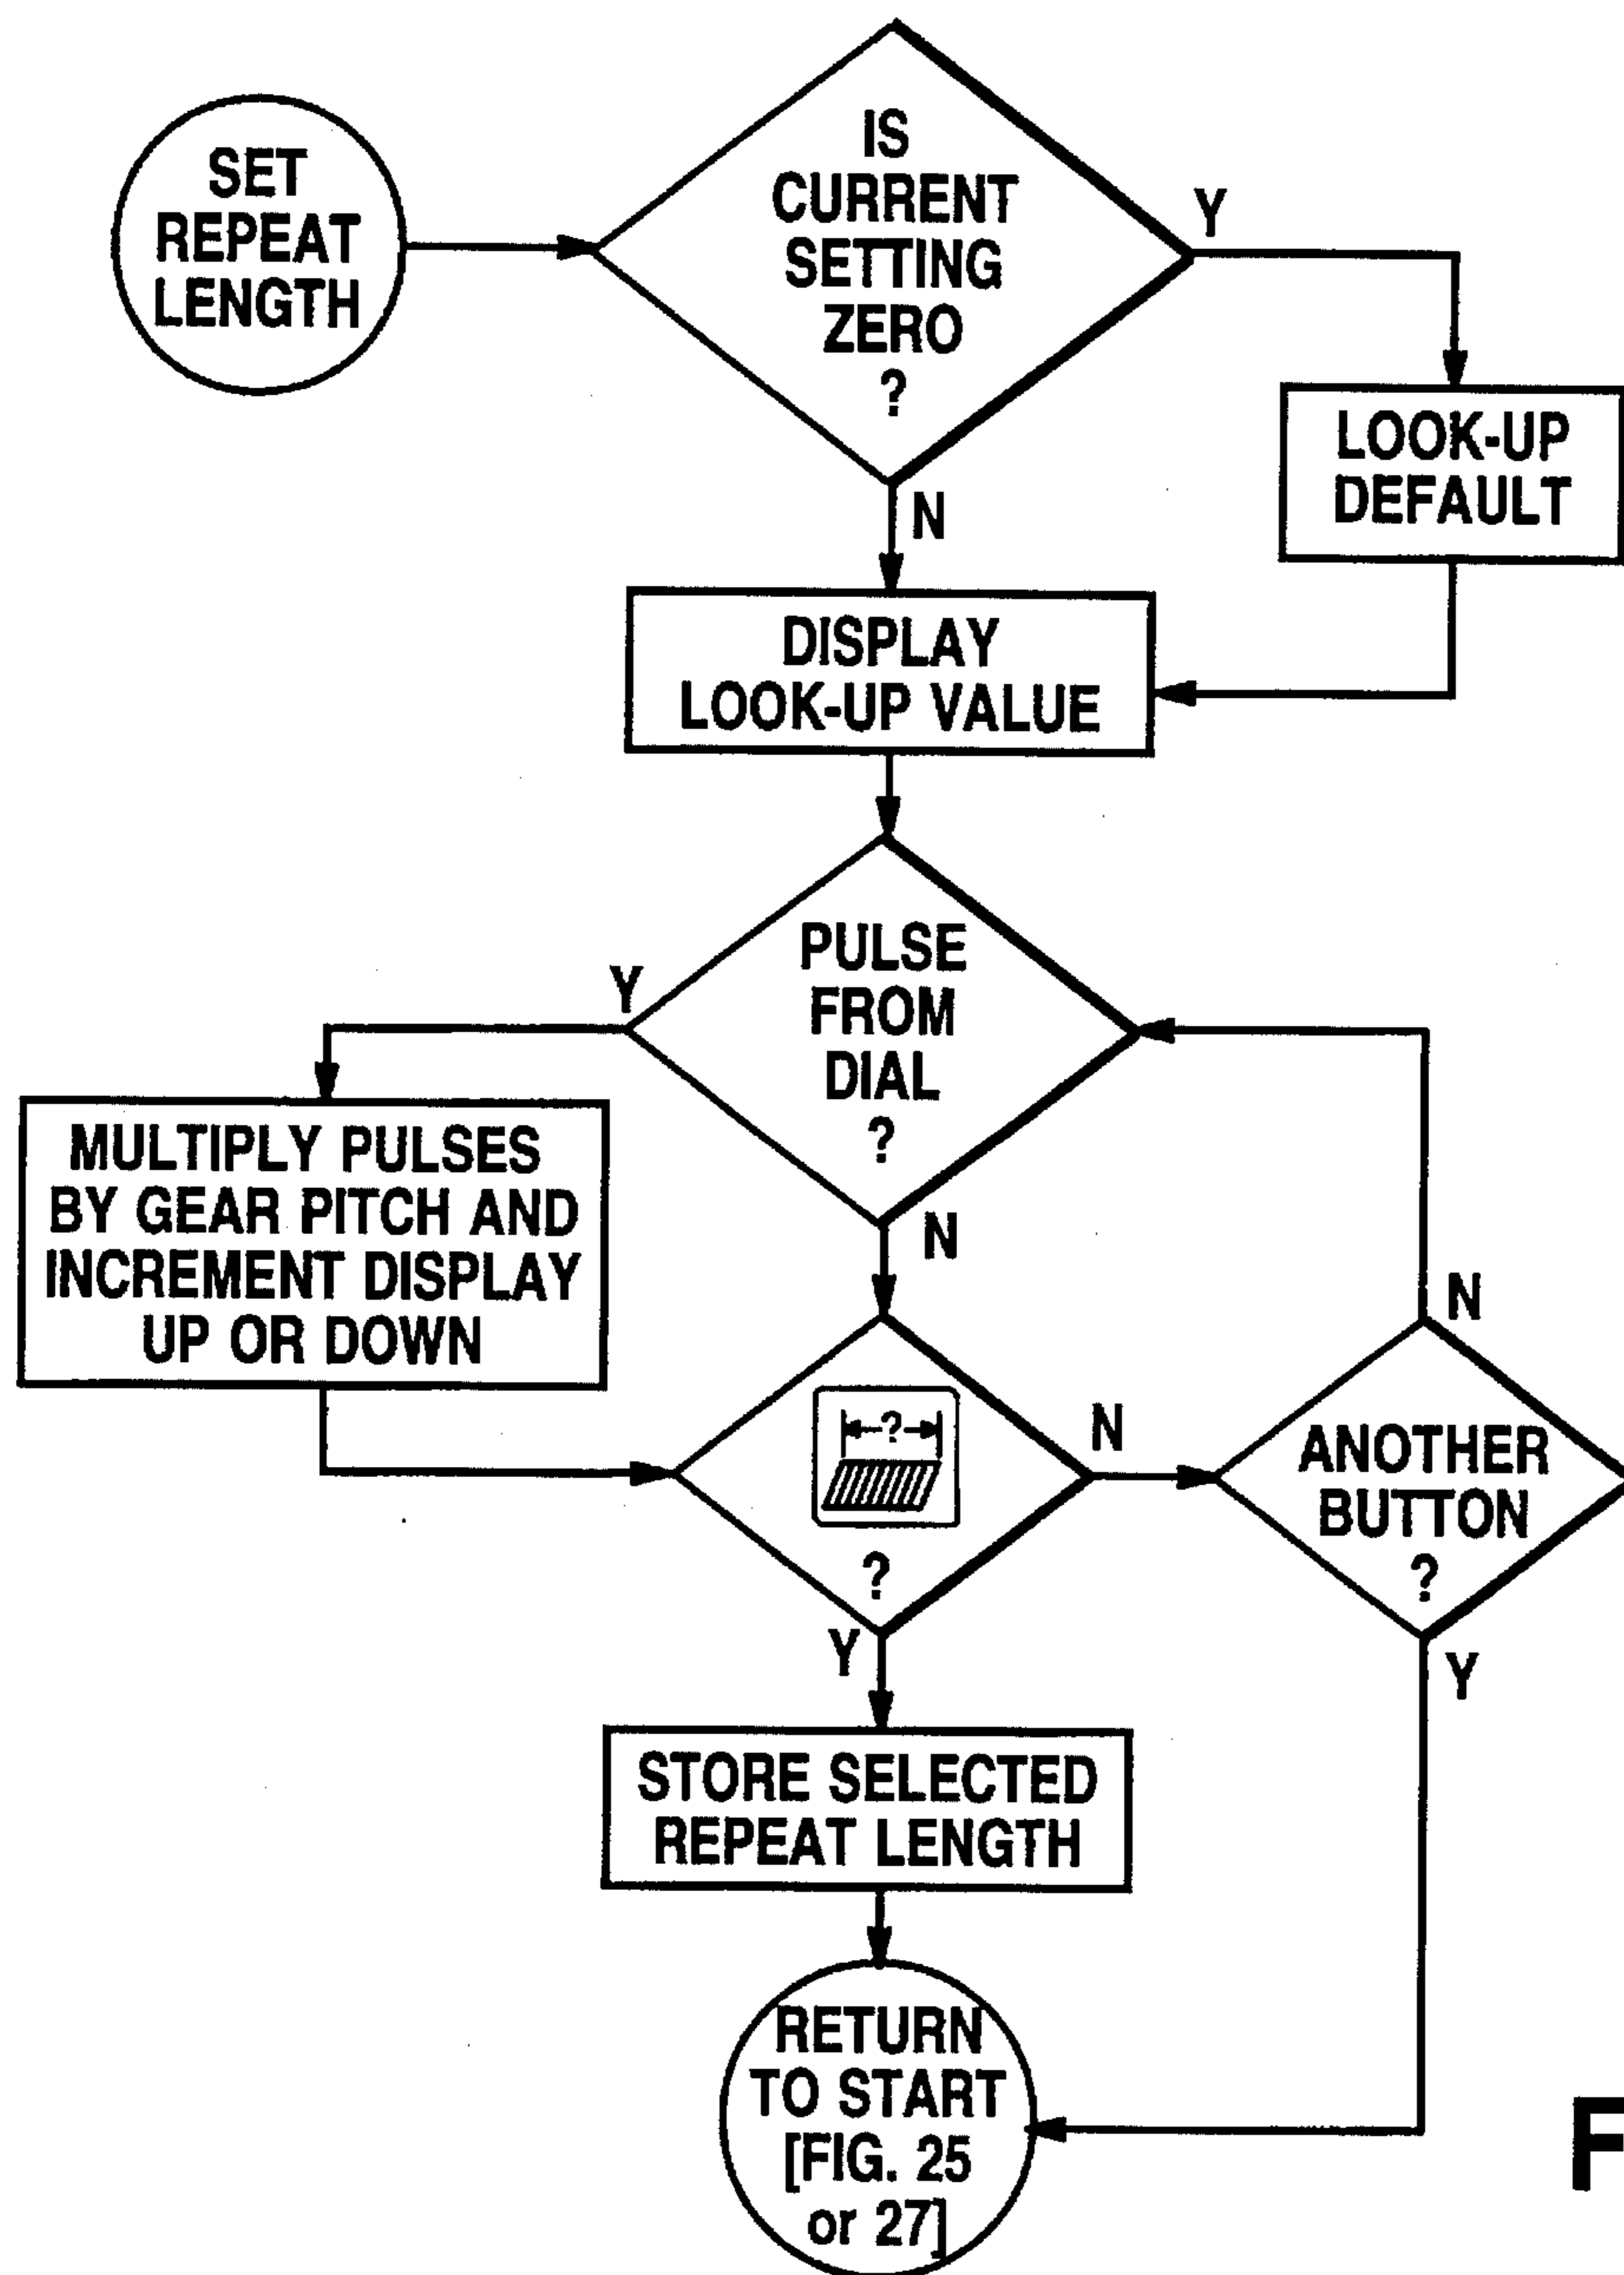 SET
REPEAT
LENGTH
IS
CURRENT
SETTING
ZERO
?
Y
LOOK-UP
DEFAULT
N
DISPLAY
LOOK-UP VALUE
PULSE
FROM
DIAL
?
Y
MULTIPLY PULSES
BY GEAR PITCH AND
INCREMENT DISPLAY
UP OR DOWN
N
?
?
N
ANOTHER
BUTTON
?
N
Y
Y
STORE SELECTED
REPEAT LENGTH
RETURN
TO START
[FIG. 25
or 27]
F